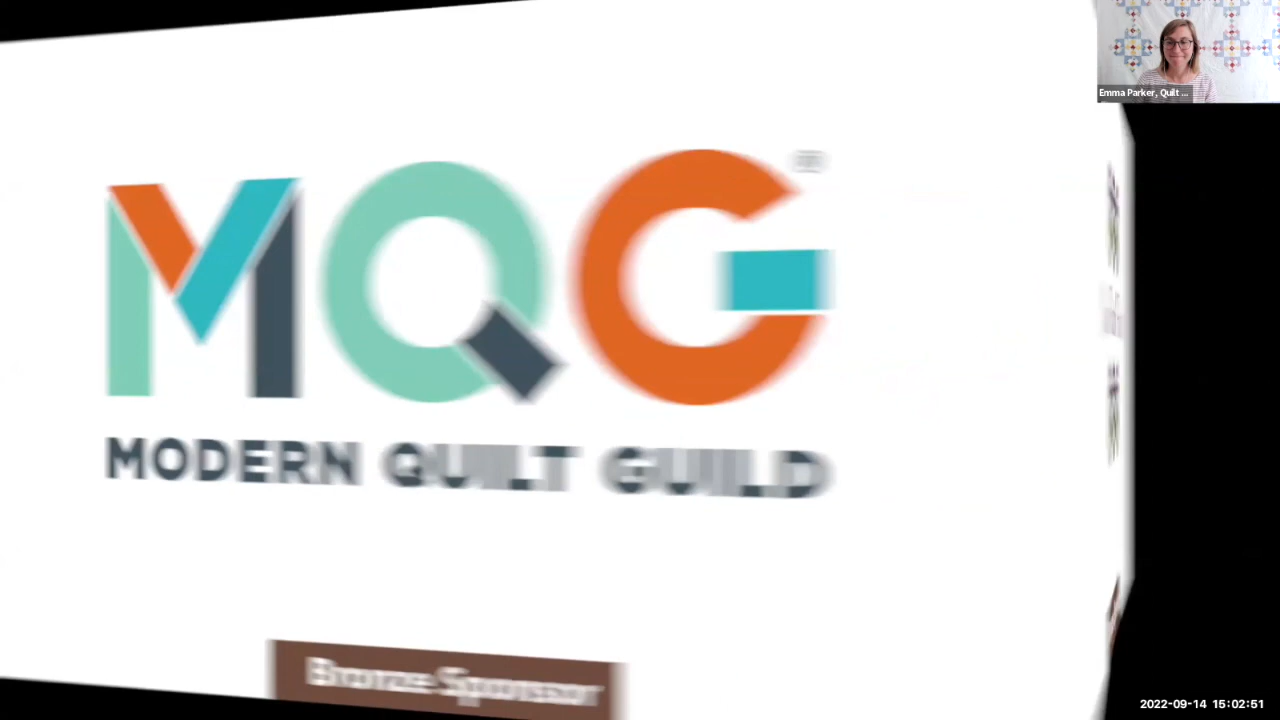 Emma Parker, Quilt ...
MQG
MODERN QUILT GUILD
Bronze Sponsor
2022-09-14 15:02:51